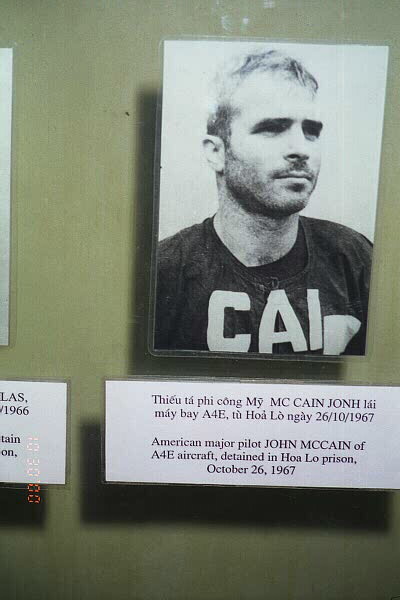 CAL
LAS,
/1966
tain
on,
Thiếu tá phi công Mỹ MC CAIN JONH lái
máy bay A4E, tù Hoả Lò ngày 26/10/1967
American major pilot JOHN MCCAIN of
A4E aircraft, detained in Hoa Lo prison,
October 26, 1967